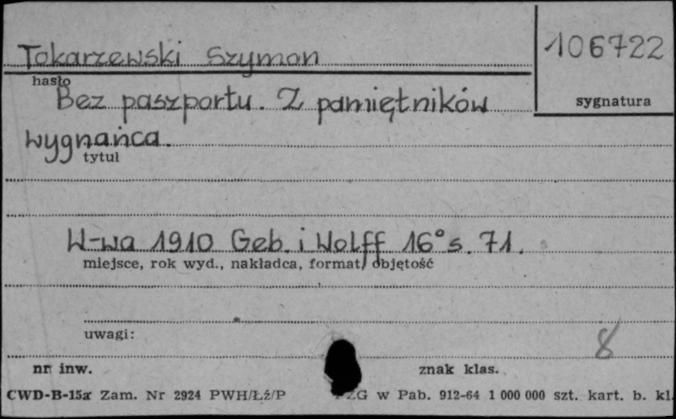 Tokarzewski Szymon
106722
hasło
sygnatura
Bez paszportu. Z pamiętników
wygnańca.
tytuł
W-wa 1910 Geb. i Wolff 16° s. 71.
miejsce, rok wyd., nakładca, format, objętość
uwagi:
8
nr inw.
znak klas.
CWD-B-15a Zam. Nr 2924 PWH/Łź/P ZG w Pab. 912-64 1 000 000 szt. kart. b. kl.